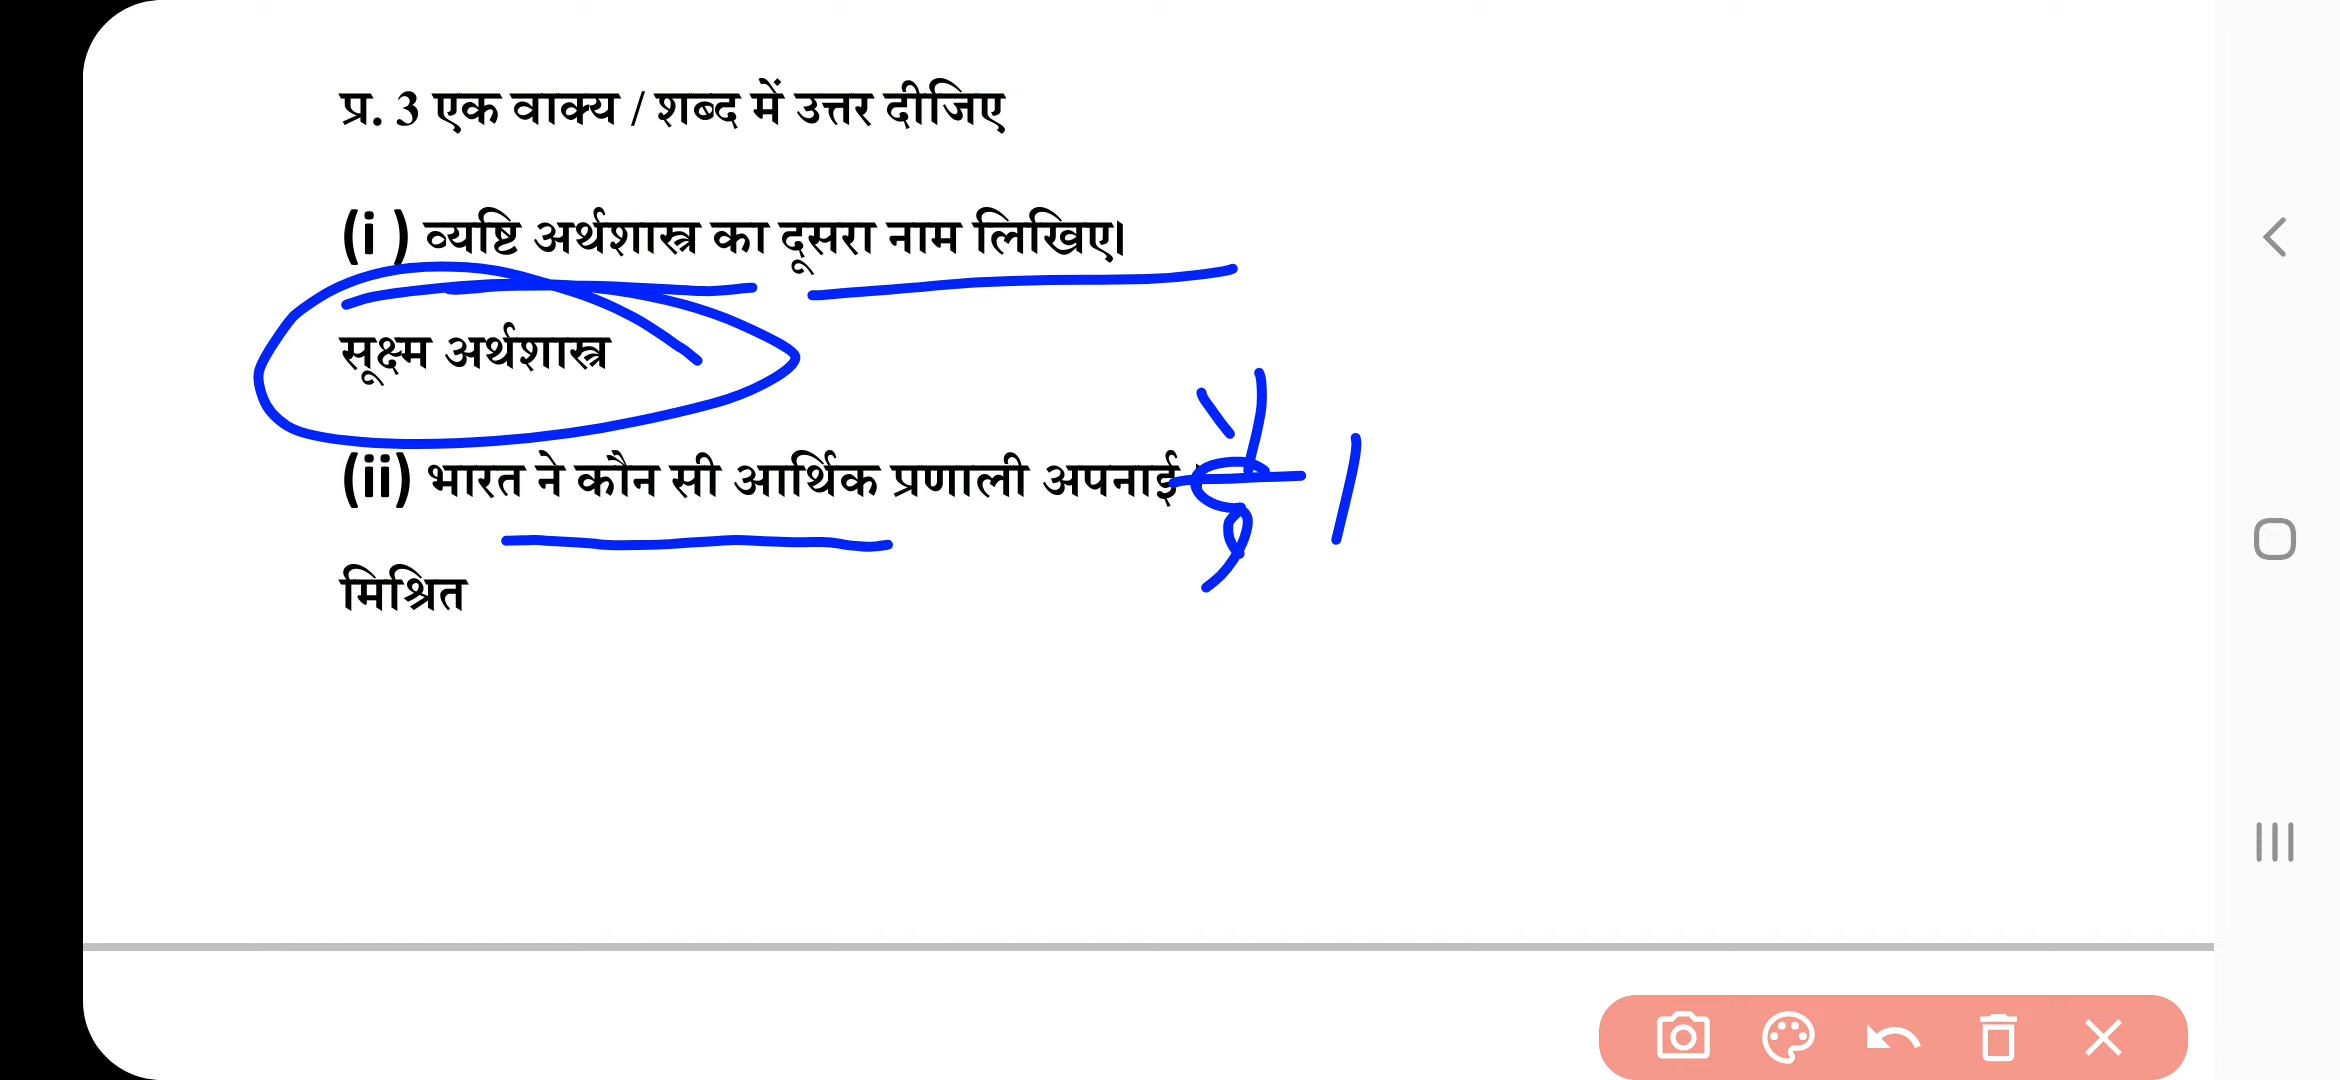 प्र. 3 एक वाक्य / शब्द में उत्तर दीजिए
(i ) व्यष्टि अर्थशास्त्र का दूसरा नाम लिखिए।
सूक्ष्म अर्थशास्त्र
(ii) भारत ने कौन सी आर्थिक प्रणाली अपनाई
मिश्रित